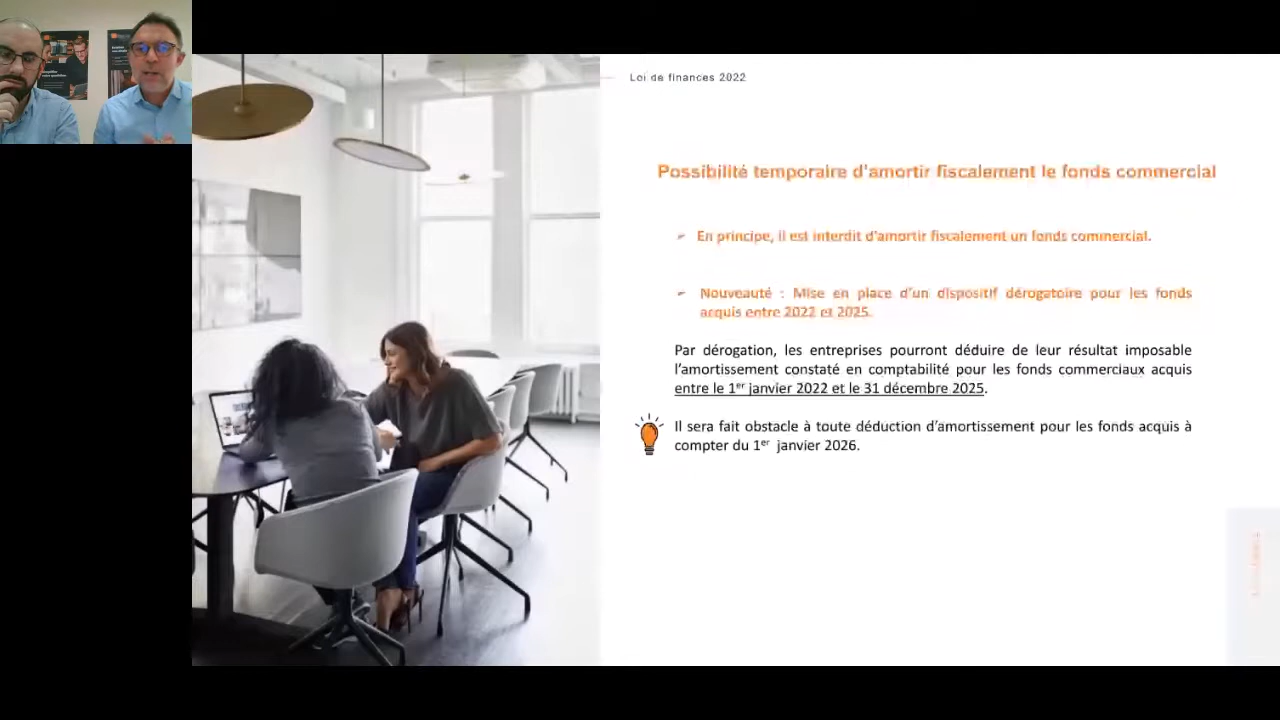 Loi de finances 2022
Possibilité temporaire d'amortir fiscalement le fonds commercial
➢ En principe, il est interdit d'amortir fiscalement un fonds commercial.
➢ Nouveauté : Mise en place d'un dispositif dérogatoire pour les fonds
acquis entre 2022 et 2025.
Par dérogation, les entreprises pourront déduire de leur résultat imposable
l'amortissement constaté en comptabilité pour les fonds commerciaux acquis
entre le 1er janvier 2022 et le 31 décembre 2025.
Il sera fait obstacle à toute déduction d'amortissement pour les fonds acquis à
compter du 1er janvier 2026.